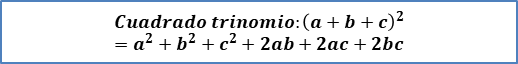 Cuadrado trinomio: (a + b + c)²
= a² + b² + c² + 2ab + 2ac + 2bc